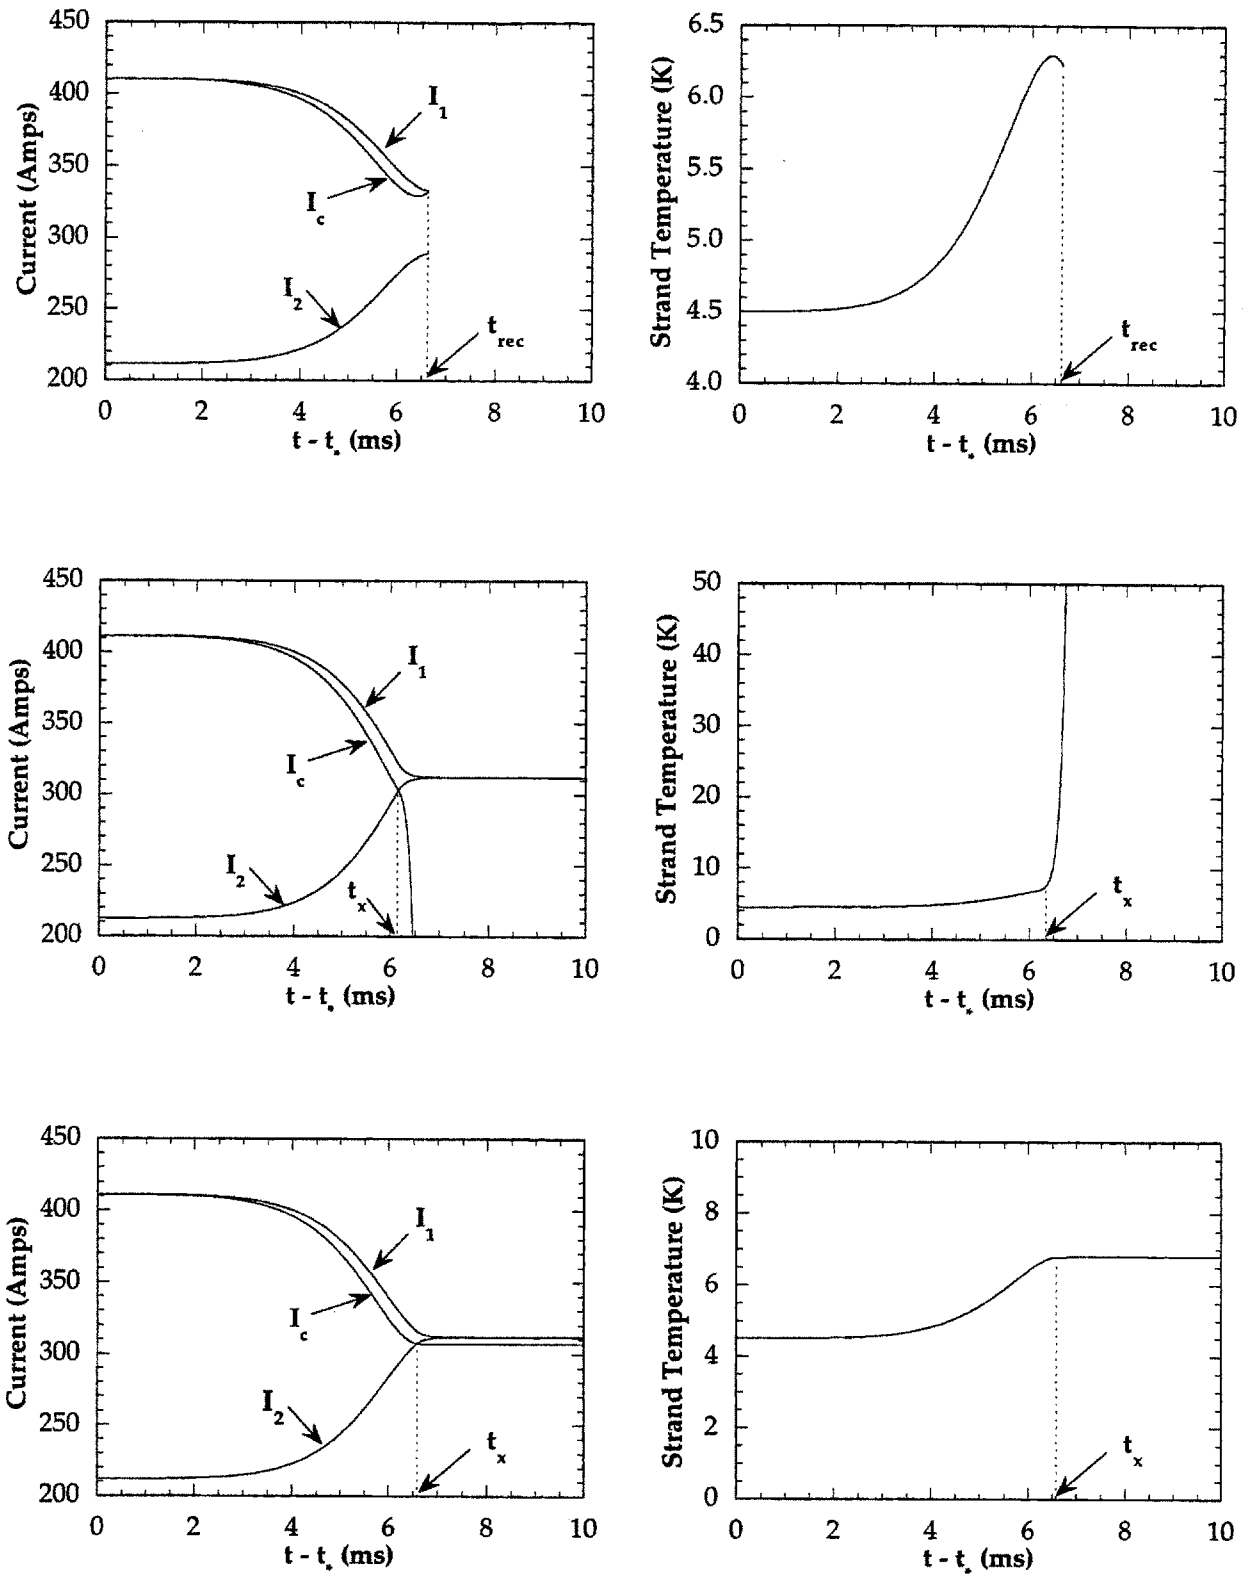 450
400
350
300
250
200
Current (Amps)
I1
Ic
I2
trec
0 2 4 6 8 10
t - t* (ms)
6.5
6.0
5.5
5.0
4.5
4.0
Strand Temperature (K)
trec
0 2 4 6 8 10
t - t* (ms)
450
400
350
300
250
200
Current (Amps)
I1
Ic
I2
tx
0 2 4 6 8 10
t - t* (ms)
50
40
30
20
10
0
Strand Temperature (K)
tx
0 2 4 6 8 10
t - t* (ms)
450
400
350
300
250
200
Current (Amps)
I1
Ic
I2
tx
0 2 4 6 8 10
t - t* (ms)
10
8
6
4
2
0
Strand Temperature (K)
tx
0 2 4 6 8 10
t - t* (ms)